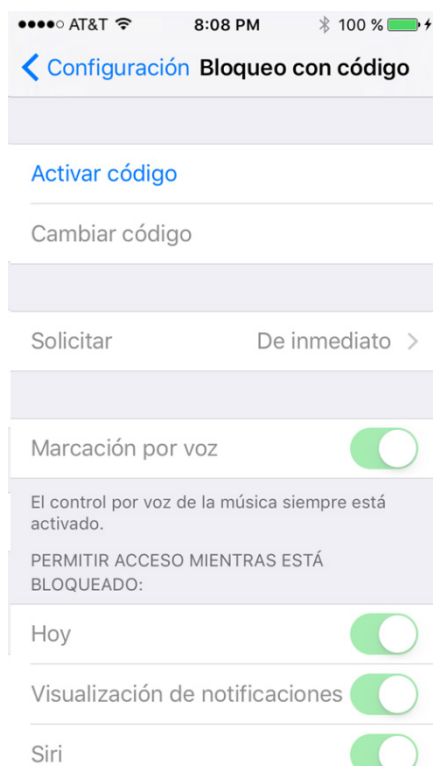 AT&T 8:08 PM 100 %
Configuración Bloqueo con código
Activar código
Cambiar código
Solicitar De inmediato
Marcación por voz
El control por voz de la música siempre está
activado.
PERMITIR ACCESO MIENTRAS ESTÁ
BLOQUEADO:
Hoy
Visualización de notificaciones
Siri